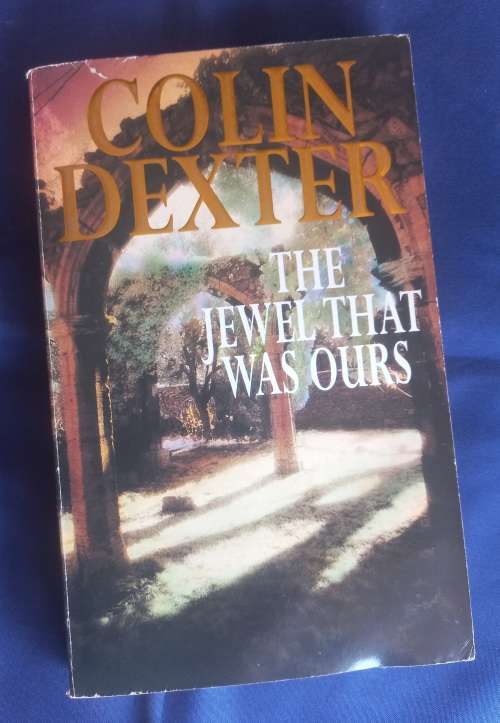 COLIN
DEXTER
THE
JEWEL THAT
WAS OURS